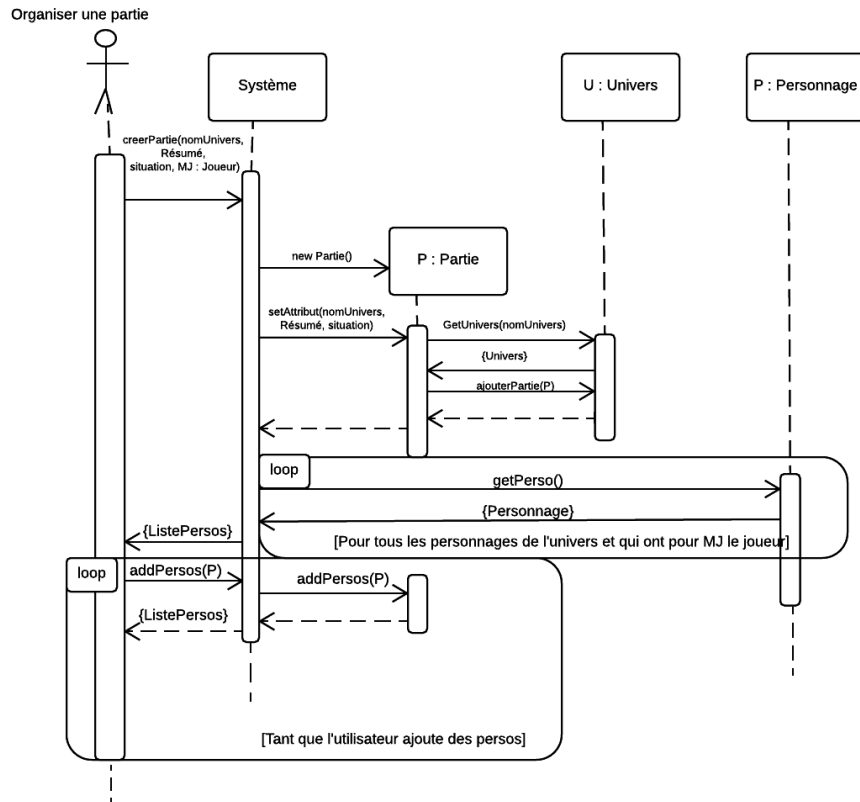 Organiser une partie
Système
U : Univers
P : Personnage
creerPartie(nomUnivers,
Résumé,
situation, MJ : Joueur)
new Partie()
P : Partie
setAttribut(nomUnivers,
Résumé, situation)
GetUnivers(nomUnivers)
{Univers}
ajouterPartie(P)
loop
getPerso()
{Personnage}
{ListePersos}
[Pour tous les personnages de l'univers et qui ont pour MJ le joueur]
loop
addPersos(P)
addPersos(P)
{ListePersos}
[Tant que l'utilisateur ajoute des persos]